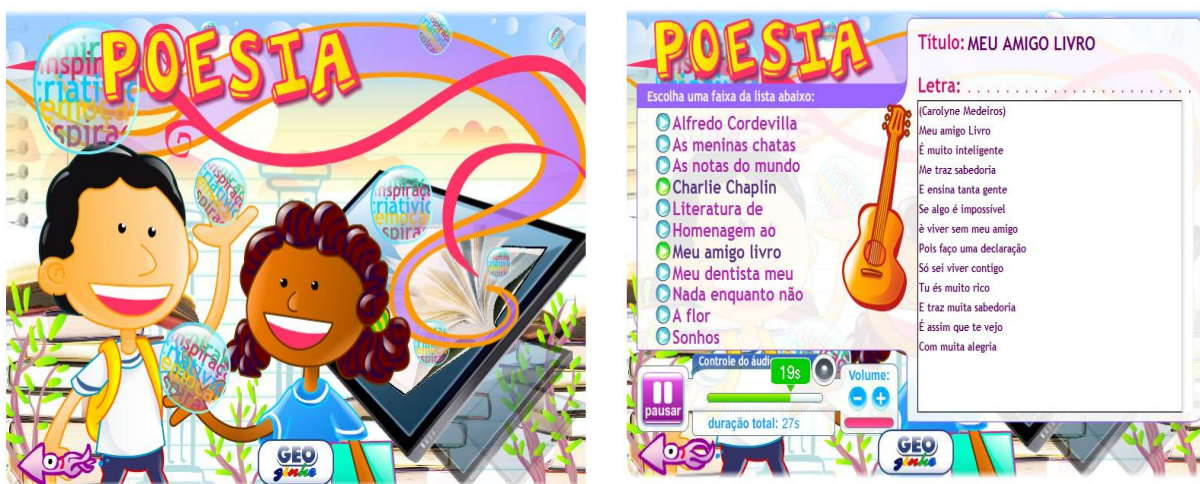 POESIA
inspiraç
criativid
emoca
spiraç
GEO
ginho
POESIA
Escolha uma faixa da lista abaixo:
Alfredo Cordevilla
As meninas chatas
As notas do mundo
Charlie Chaplin
Literatura de
Homenagem ao
Meu amigo livro
Meu dentista meu
Nada enquanto não
A flor
Sonhos
Controle do áudio
19s
Volume:
pausar
duração total: 27s
GEO
ginho
Título: MEU AMIGO LIVRO
Letra:
(Carolyne Medeiros)
Meu amigo Livro
É muito inteligente
Me traz sabedoria
E ensina tanta gente
Se algo é impossível
è viver sem meu amigo
Pois faço uma declaração
Só sei viver contigo
Tu és muito rico
E traz muita sabedoria
É assim que te vejo
Com muita alegria